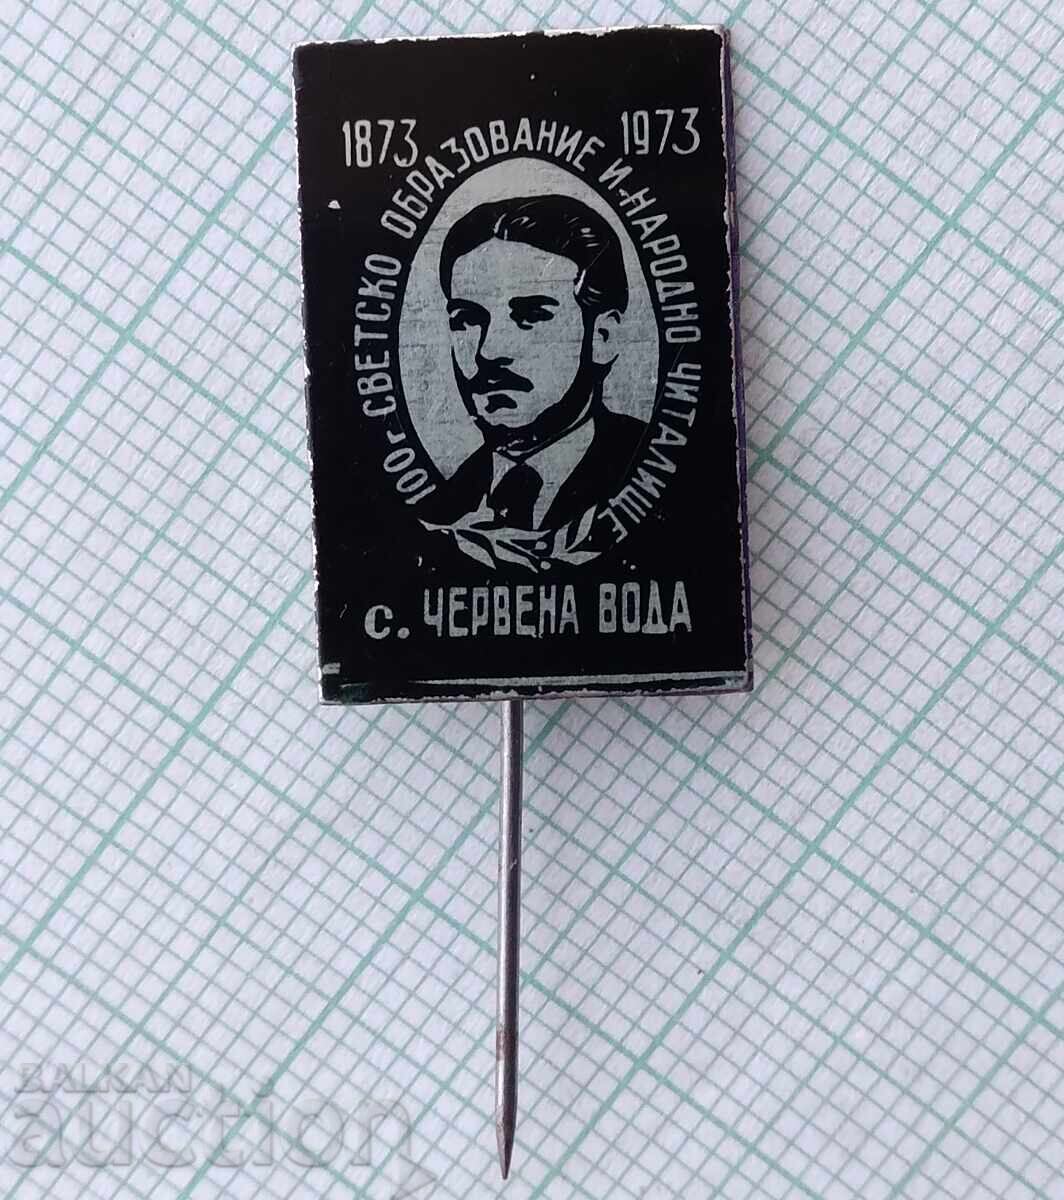 1873 1973
100г СВЕТСКО ОБРАЗОВАНИЕ И НАРОДНО ЧИТАЛИЩЕ
с. ЧЕРВЕНА ВОДА
BALKAN
auction